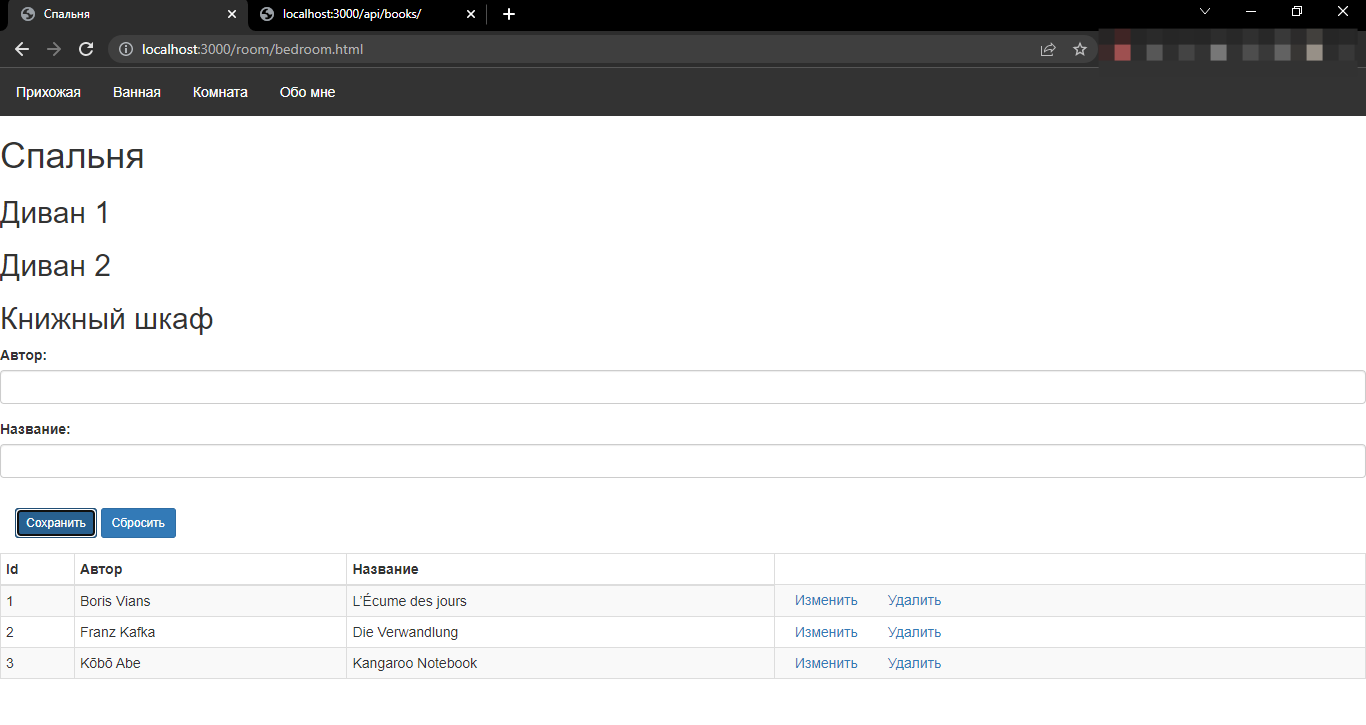 Спальня
localhost:3000/api/books/
localhost:3000/room/bedroom.html
Прихожая Ванная Комната Обо мне
Спальня
Диван 1
Диван 2
Книжный шкаф
Автор:
Название:
Сохранить Сбросить
Id Автор Название
1 Boris Vians L'Écume des jours Изменить Удалить
2 Franz Kafka Die Verwandlung Изменить Удалить
3 Kōbō Abe Kangaroo Notebook Изменить Удалить